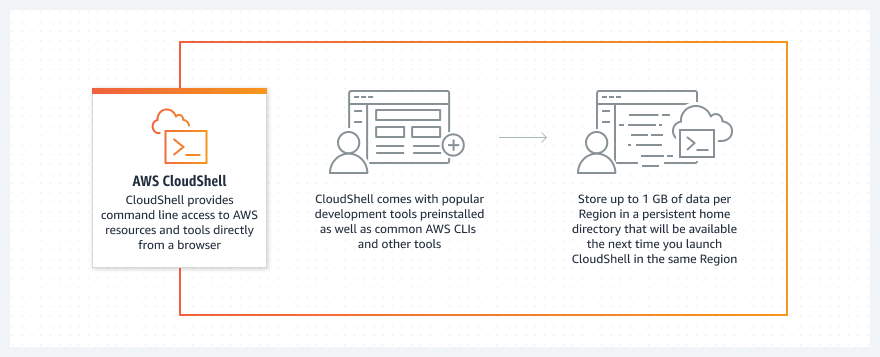 AWS CloudShell
CloudShell provides
command line access to AWS
resources and tools directly
from a browser
CloudShell comes with popular
development tools preinstalled
as well as common AWS CLIs
and other tools
Store up to 1 GB of data per
Region in a persistent home
directory that will be available
the next time you launch
CloudShell in the same Region